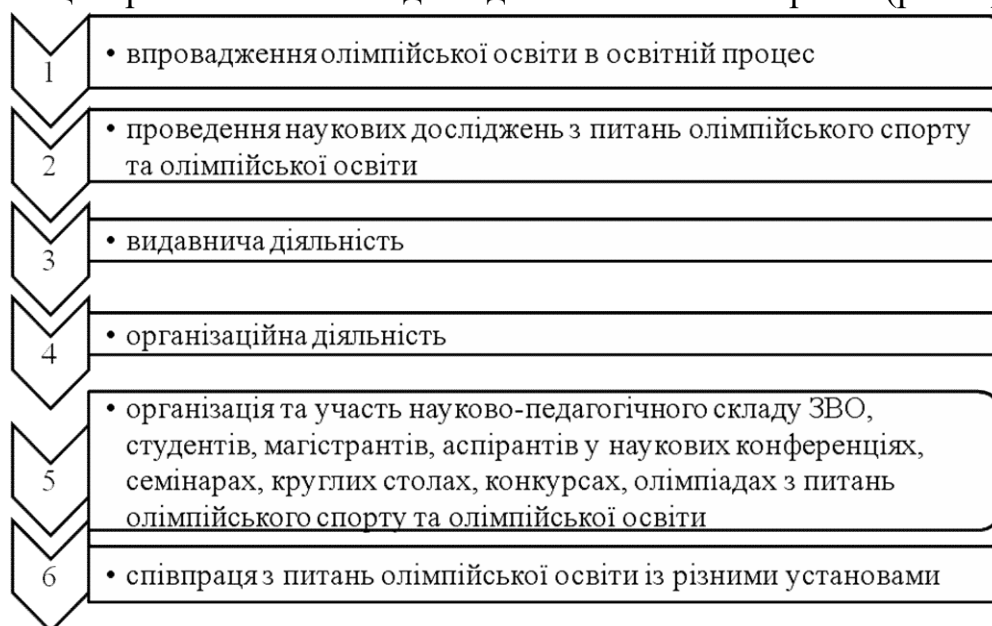 1
• впровадження олімпійської освіти в освітній процес
2
• проведення наукових досліджень з питань олімпійського спорту
та олімпійської освіти
3
• видавнича діяльність
4
• організаційна діяльність
5
• організація та участь науково-педагогічного складу ЗВО,
студентів, магістрантів, аспірантів у наукових конференціях,
семінарах, круглих столах, конкурсах, олімпіадах з питань
олімпійського спорту та олімпійської освіти
6
• співпраця з питань олімпійської освіти із різними установами